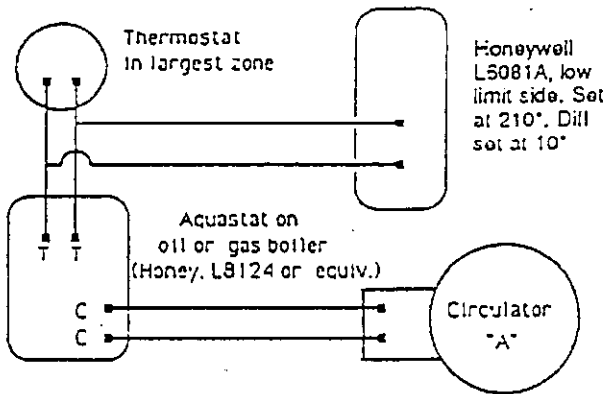 Thermostat
in largest zone
Honeywell
L6081A, low
limit side. Set
at 210°. Diff
set at 10°
T T
Aquastat on
oil or gas boiler
(Honey. L8124 or equiv.)
C
C
Circulator
"A"